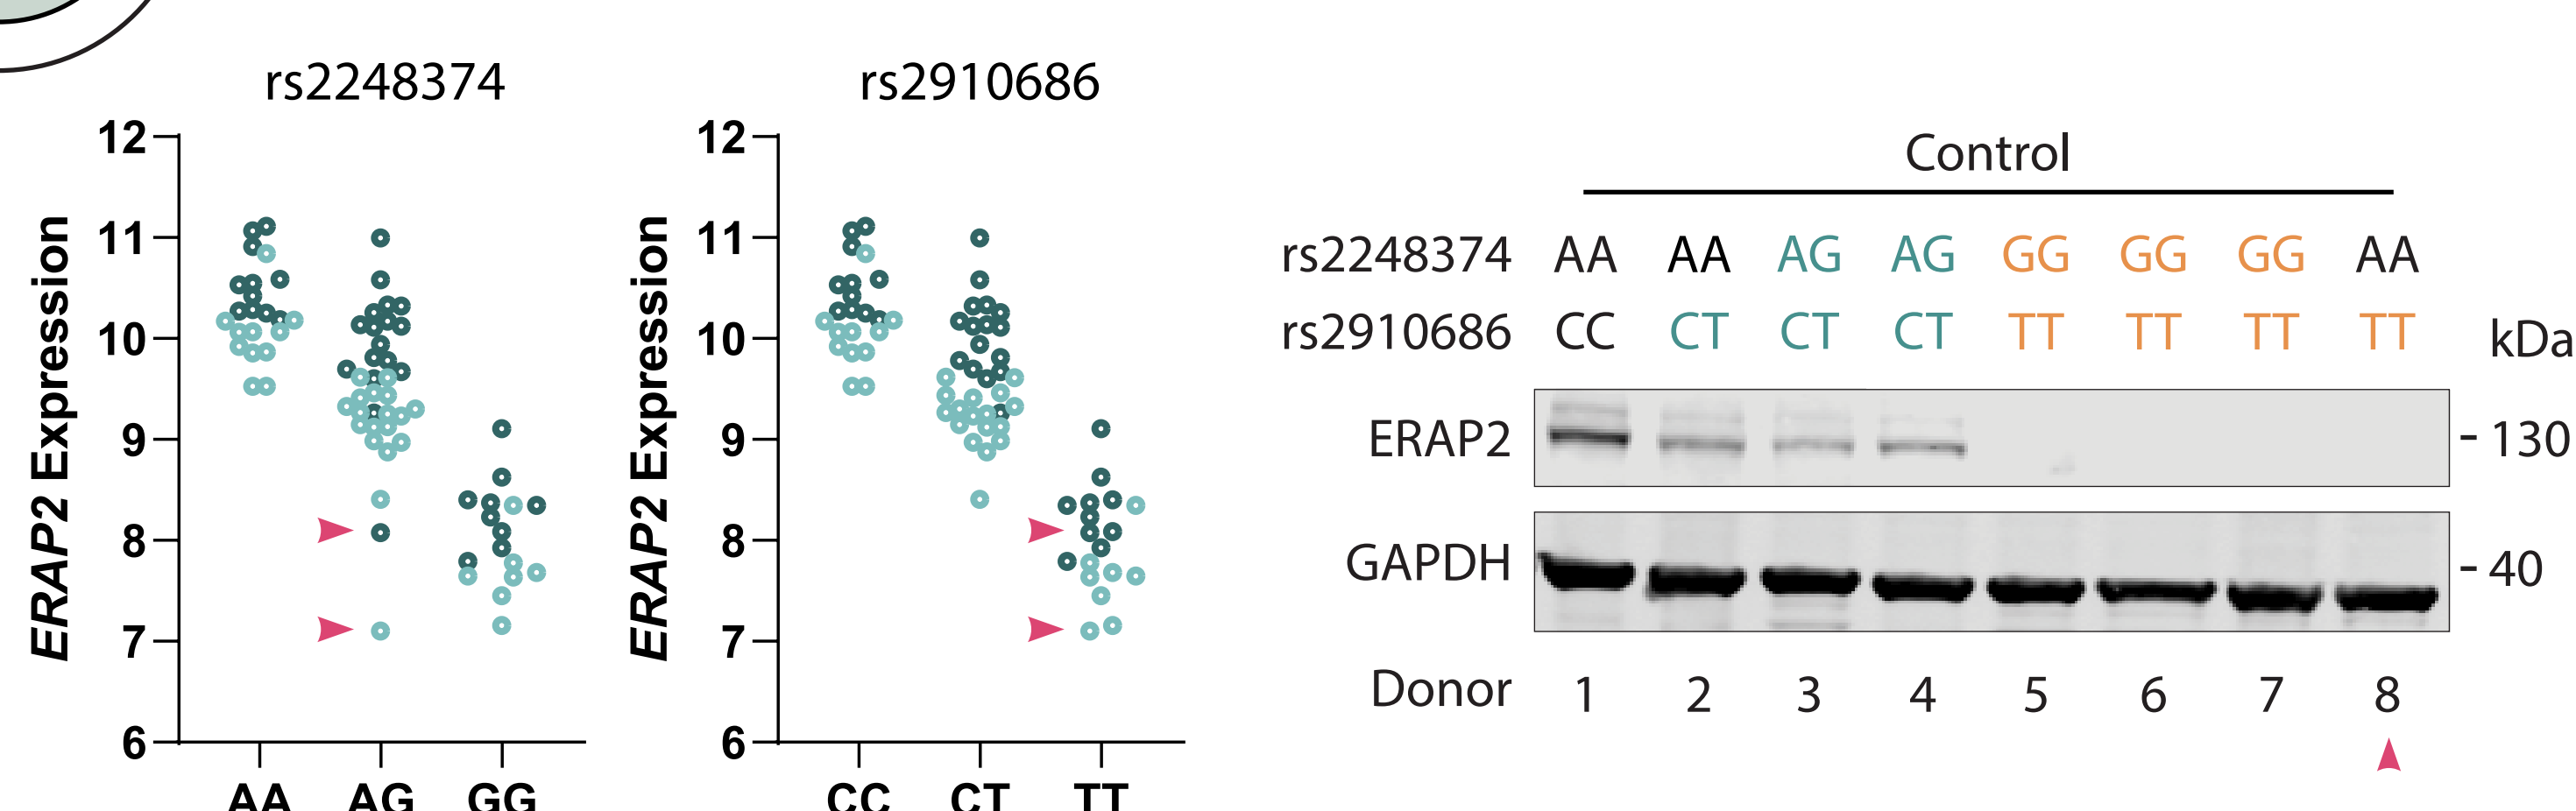 rs2248374
12
11
10
9
8
7
6
ERAP2 Expression
AA AG GG
rs2910686
12
11
10
9
8
7
6
ERAP2 Expression
CC CT TT
Control
rs2248374 AA AA AG AG GG GG GG AA
rs2910686 CC CT CT CT TT TT TT TT
kDa
ERAP2 - 130
GAPDH - 40
Donor 1 2 3 4 5 6 7 8